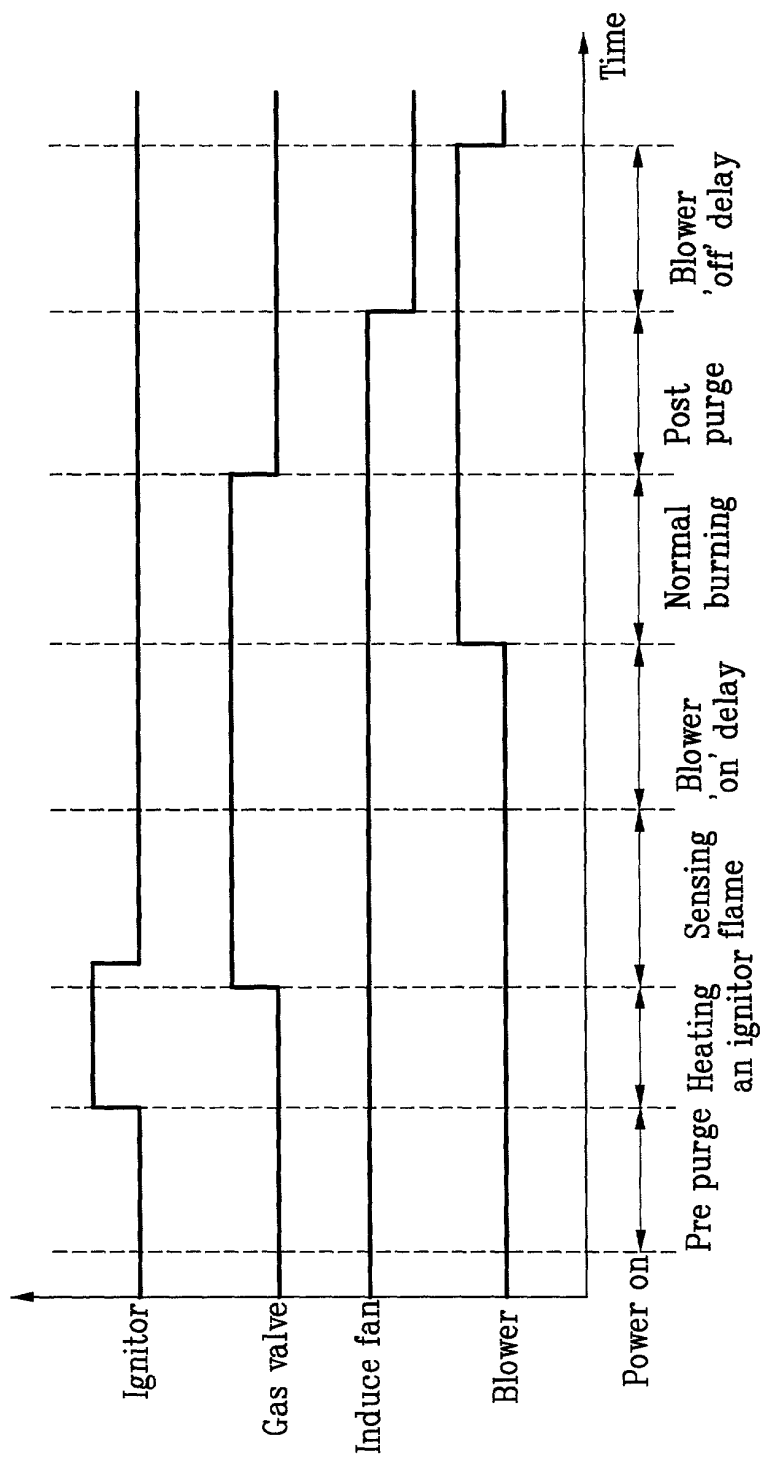 Ignitor
Gas valve
Induce fan
Blower
Time
Power on
Pre purge
Heating
an ignitor
Sensing
flame
Blower
'on' delay
Normal
burning
Post
purge
Blower
'off' delay